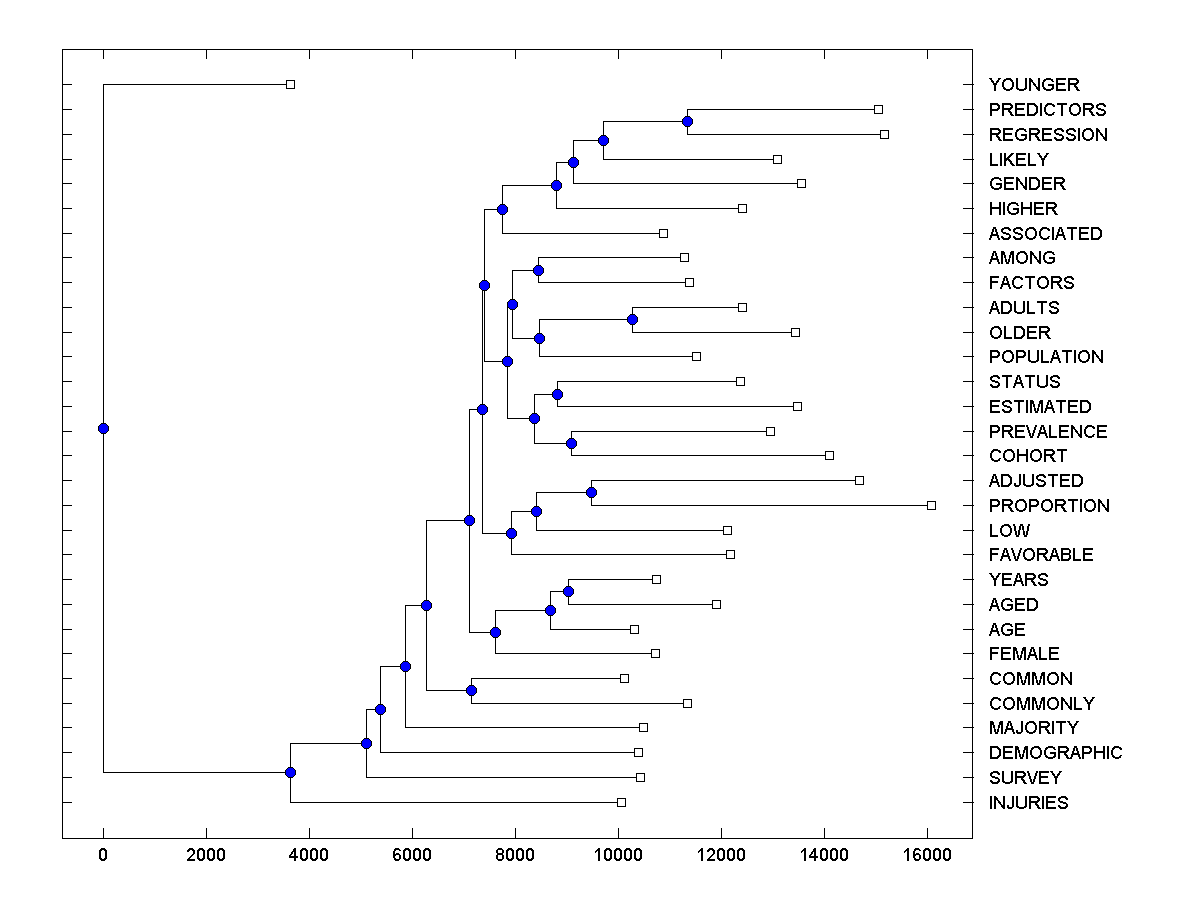 YOUNGER
PREDICTORS
REGRESSION
LIKELY
GENDER
HIGHER
ASSOCIATED
AMONG
FACTORS
ADULTS
OLDER
POPULATION
STATUS
ESTIMATED
PREVALENCE
COHORT
ADJUSTED
PROPORTION
LOW
FAVORABLE
YEARS
AGED
AGE
FEMALE
COMMON
COMMONLY
MAJORITY
DEMOGRAPHIC
SURVEY
INJURIES
0 2000 4000 6000 8000 10000 12000 14000 16000